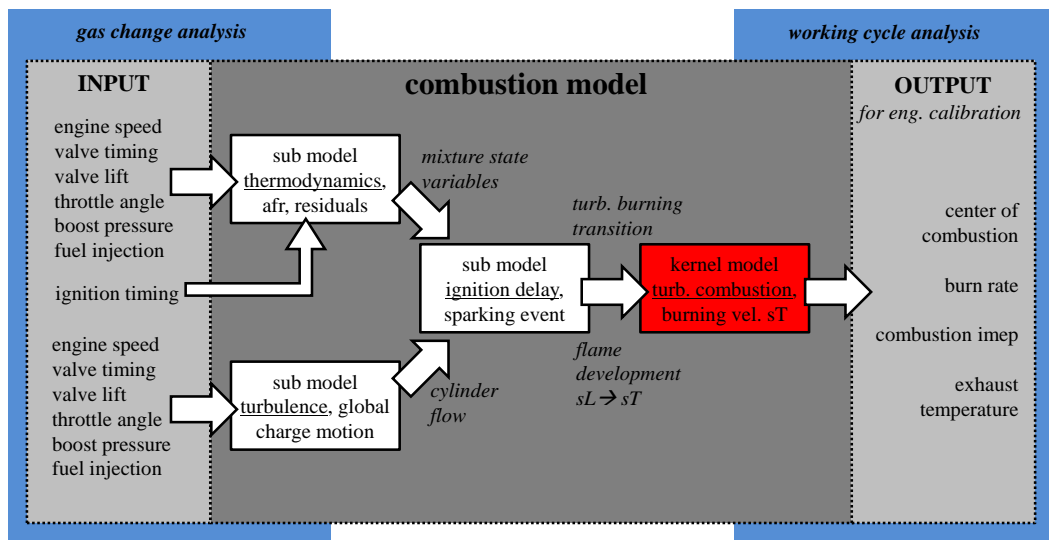 gas change analysis
working cycle analysis
INPUT
combustion model
OUTPUT
for eng. calibration
engine speed
valve timing
valve lift
throttle angle
boost pressure
fuel injection
ignition timing
engine speed
valve timing
valve lift
throttle angle
boost pressure
fuel injection
sub model
thermodynamics,
afr, residuals
mixture state
variables
sub model
turbulence, global
charge motion
cylinder
flow
sub model
ignition delay,
sparking event
turb. burning
transition
flame
development
sL→ sT
kernel model
turb. combustion,
burning vel. sT
center of
combustion
burn rate
combustion imep
exhaust
temperature